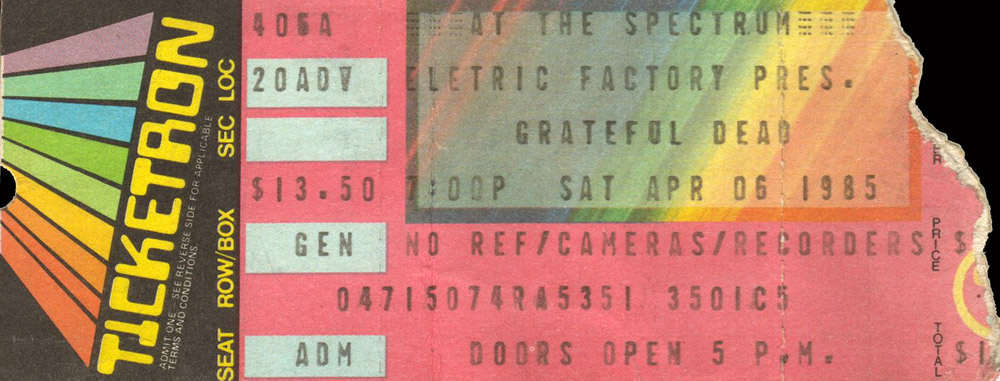 TICKETRON
ADMIT ONE – SEE REVERSE SIDE FOR APPLICABLE
TERMS AND CONDITIONS.
SEAT ROW/BOX SEC LOC
406A AT THE SPECTRUM
20ADV ELETRIC FACTORY PRES.
GRATEFUL DEAD
$13.50 7:00P SAT APR 06 1985
GEN NO REF/CAMERAS/RECORDERS $
04715074RA5351 3501C5
ADM DOORS OPEN 5 P.M. $1
PRICE
TOTAL